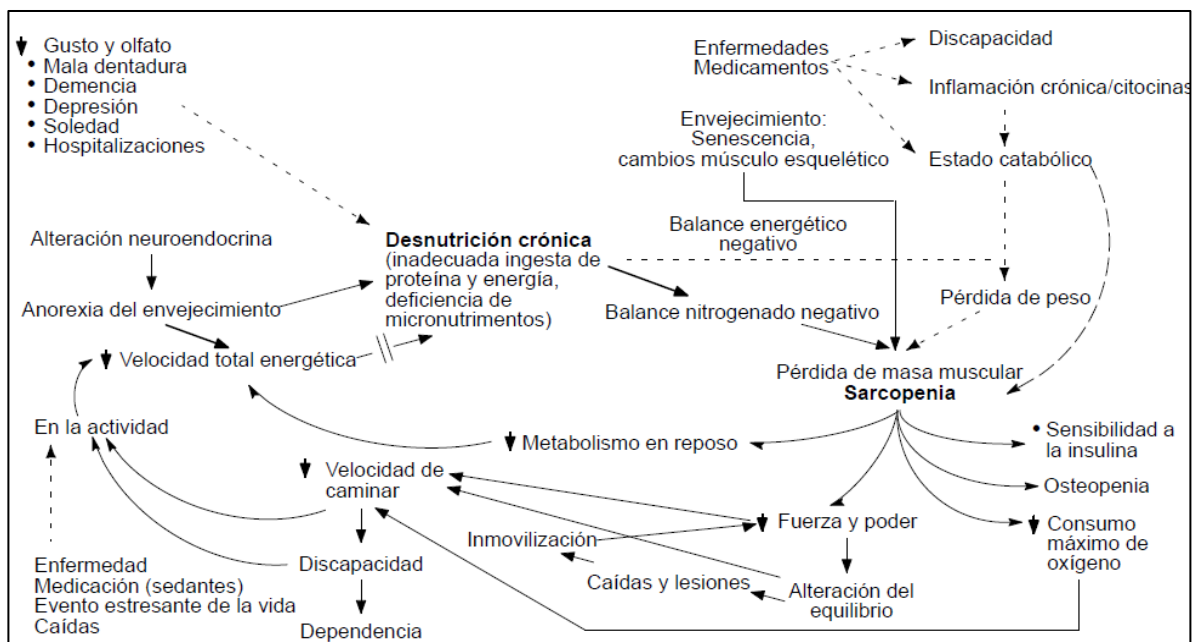 Gusto y olfato
• Mala dentadura
• Demencia
• Depresión
• Soledad
• Hospitalizaciones
Enfermedades
Medicamentos
Discapacidad
Inflamación crónica/citocinas
Estado catabólico
Envejecimiento:
Senescencia,
cambios músculo esquelético
Balance energético
negativo
Alteración neuroendocrina
Anorexia del envejecimiento
Desnutrición crónica
(inadecuada ingesta de
proteína y energía,
deficiencia de
micronutrimentos)
Balance nitrogenado negativo
Pérdida de peso
Velocidad total energética
Pérdida de masa muscular
Sarcopenia
En la actividad
Metabolismo en reposo
• Sensibilidad a
la insulina
Osteopenia
Velocidad de
caminar
Fuerza y poder
Consumo
máximo de
oxígeno
Inmovilización
Caídas y lesiones
Alteración del
equilibrio
Enfermedad
Medicación (sedantes)
Evento estresante de la vida
Caídas
Discapacidad
Dependencia